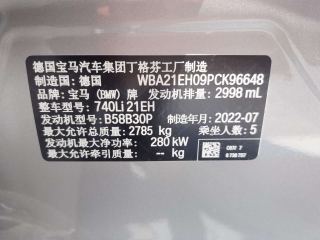 德国宝马汽车集团丁格芬工厂制造
制造：德国 WBA21EH09PCK96648
品牌：宝马（BMW）牌 发动机排量：2998 mL
整车型号：740Li 21EH
发动机型号：B58B30P 制造年月：2022-07
最大允许总质量：2785 kg 乘坐人数：5
发动机最大净功率：280 kW
最大允许牵引质量：-- kg